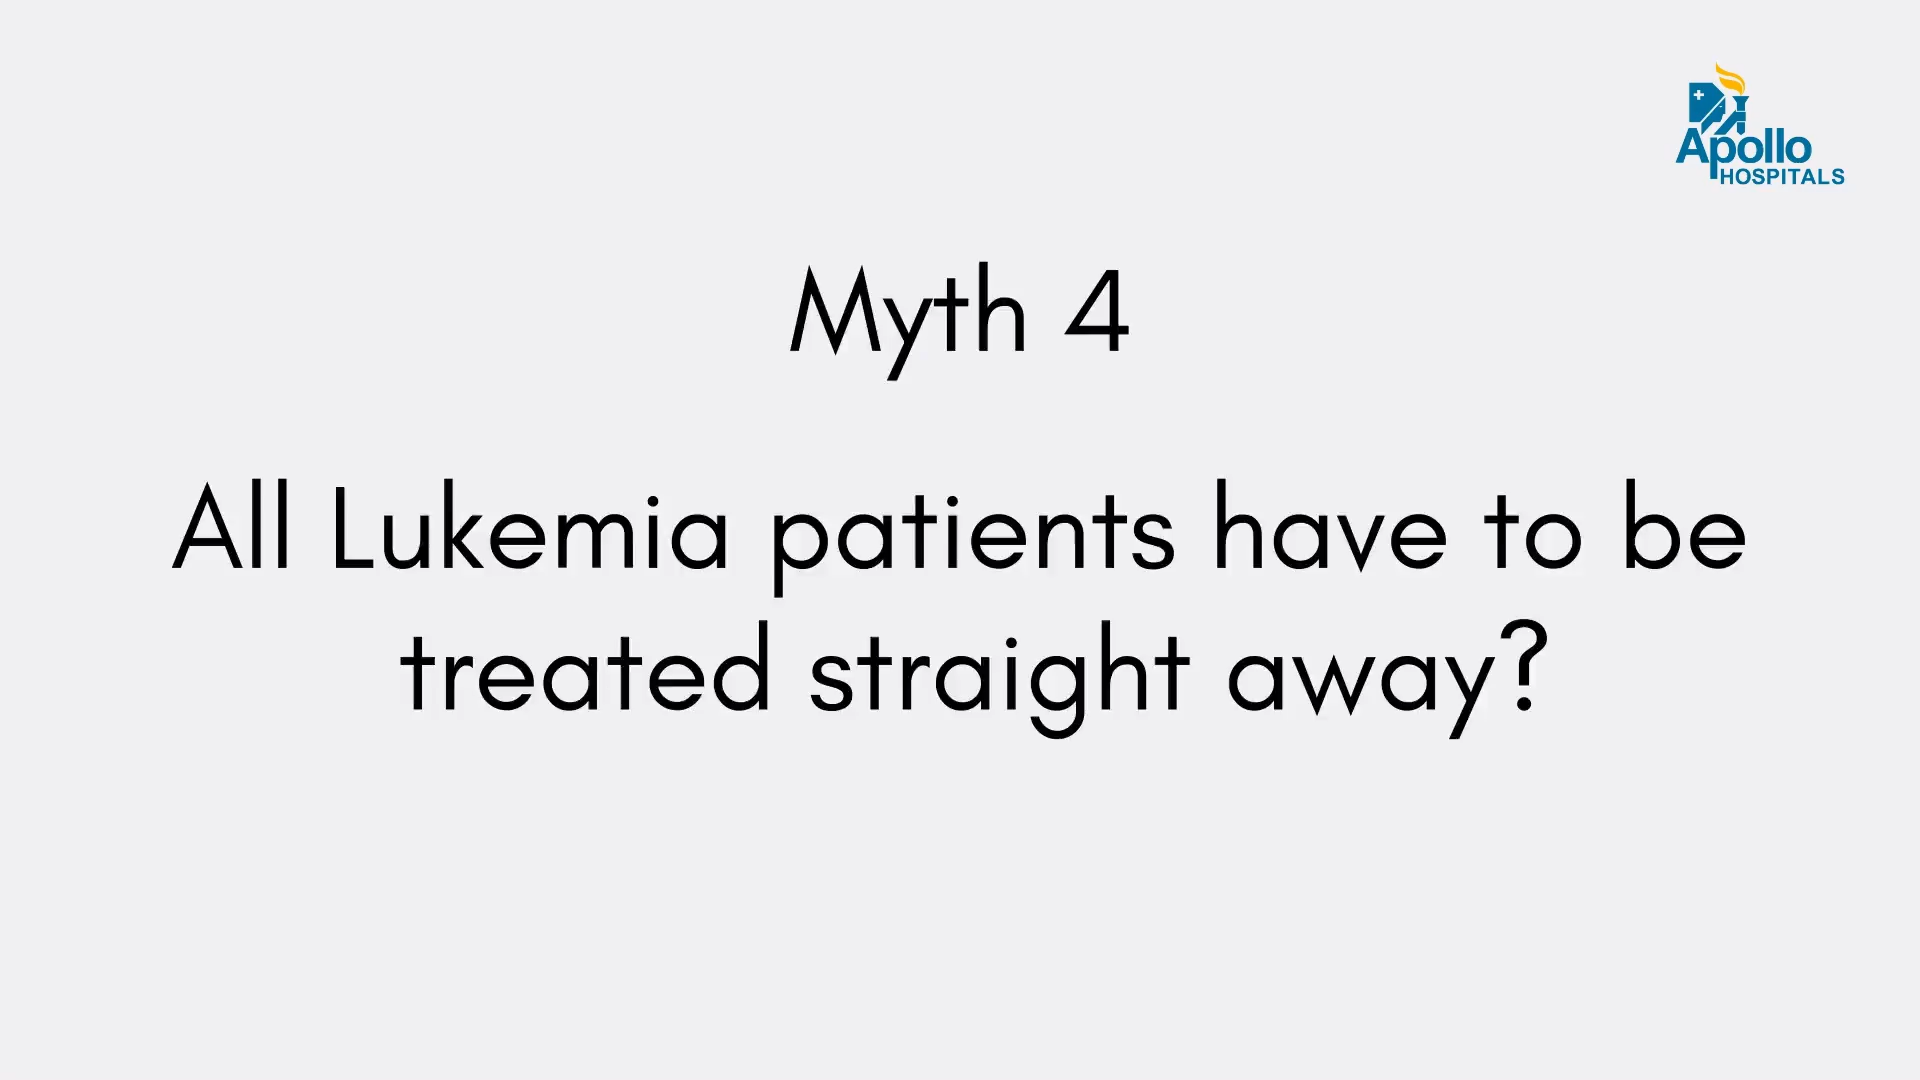 Apollo
HOSPITALS
Myth 4
All Lukemia patients have to be
treated straight away?